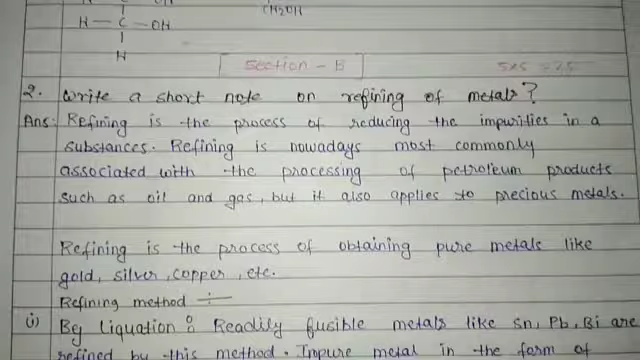 CH2OH
H — C — OH
H
Section - B
5x5 = 25
2. Write a short note on refining of metals?
Ans: Refining is the process of reducing the impurities in a
substances. Refining is nowadays most commonly
associated with the processing of petroleum products
such as oil and gas, but it also applies to precious metals.
Refining is the process of obtaining pure metals like
gold, silver, copper, etc.
Refining method :-
(i) By liquation : Readily fusible metals like Sn, Pb, Bi are
refined by this method. Impure metal in the form of